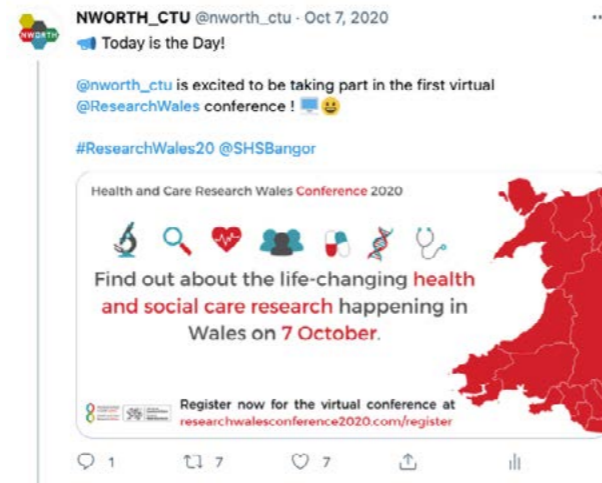 NWORTH_CTU @nworth_ctu · Oct 7, 2020
📢 Today is the Day!
@nworth_ctu is excited to be taking part in the first virtual
@ResearchWales conference ! 🖥️😀
#ResearchWales20 @SHSBangor
NWORTH
Health and Care Research Wales Conference 2020
Find out about the life-changing health
and social care research happening in
Wales on 7 October.
Register now for the virtual conference at
researchwalesconference2020.com/register
1 7 7